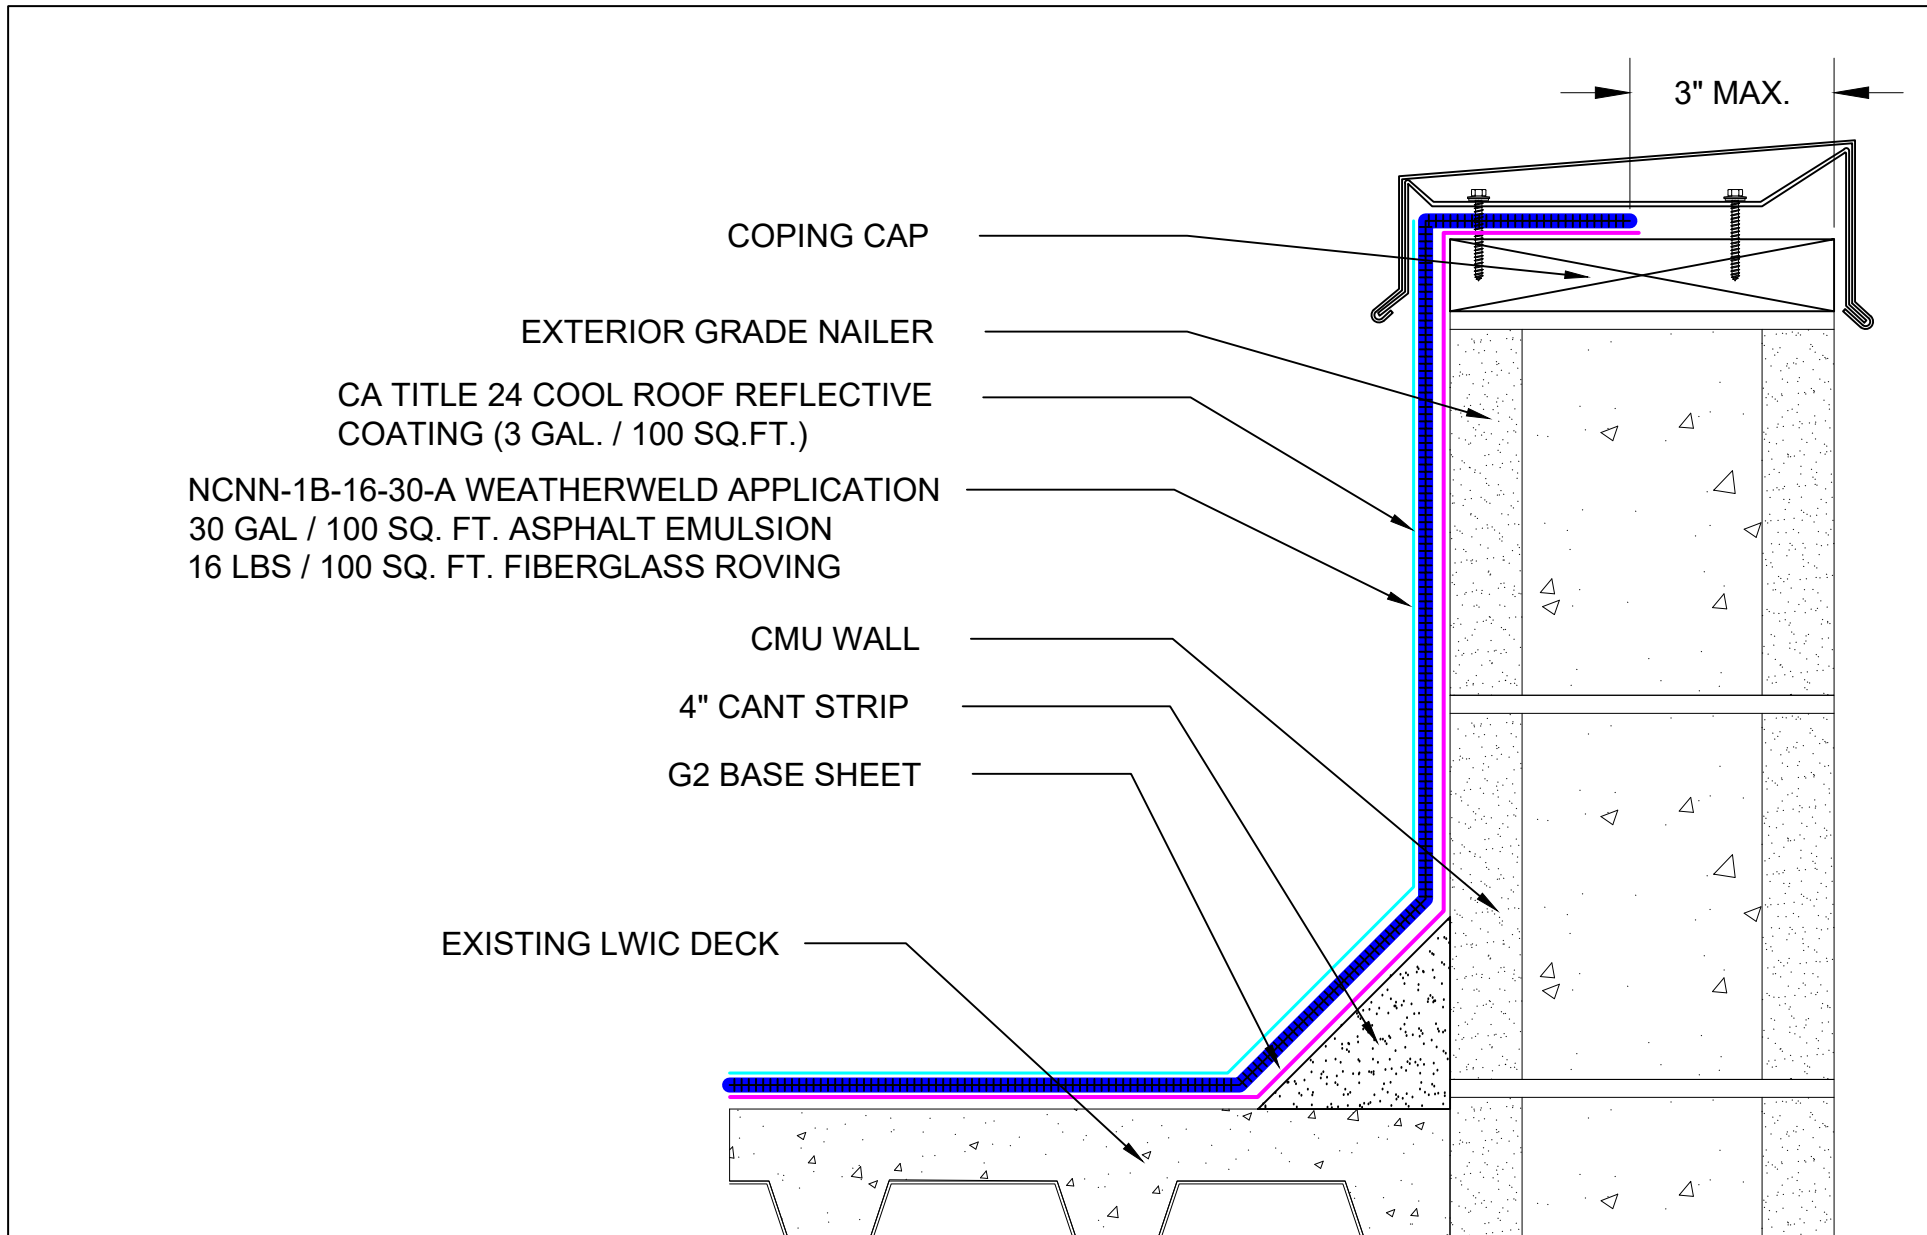 3" MAX.
COPING CAP
EXTERIOR GRADE NAILER
CA TITLE 24 COOL ROOF REFLECTIVE
COATING (3 GAL. / 100 SQ.FT.)
NCNN-1B-16-30-A WEATHERWELD APPLICATION
30 GAL / 100 SQ. FT. ASPHALT EMULSION
16 LBS / 100 SQ. FT. FIBERGLASS ROVING
CMU WALL
4" CANT STRIP
G2 BASE SHEET
EXISTING LWIC DECK